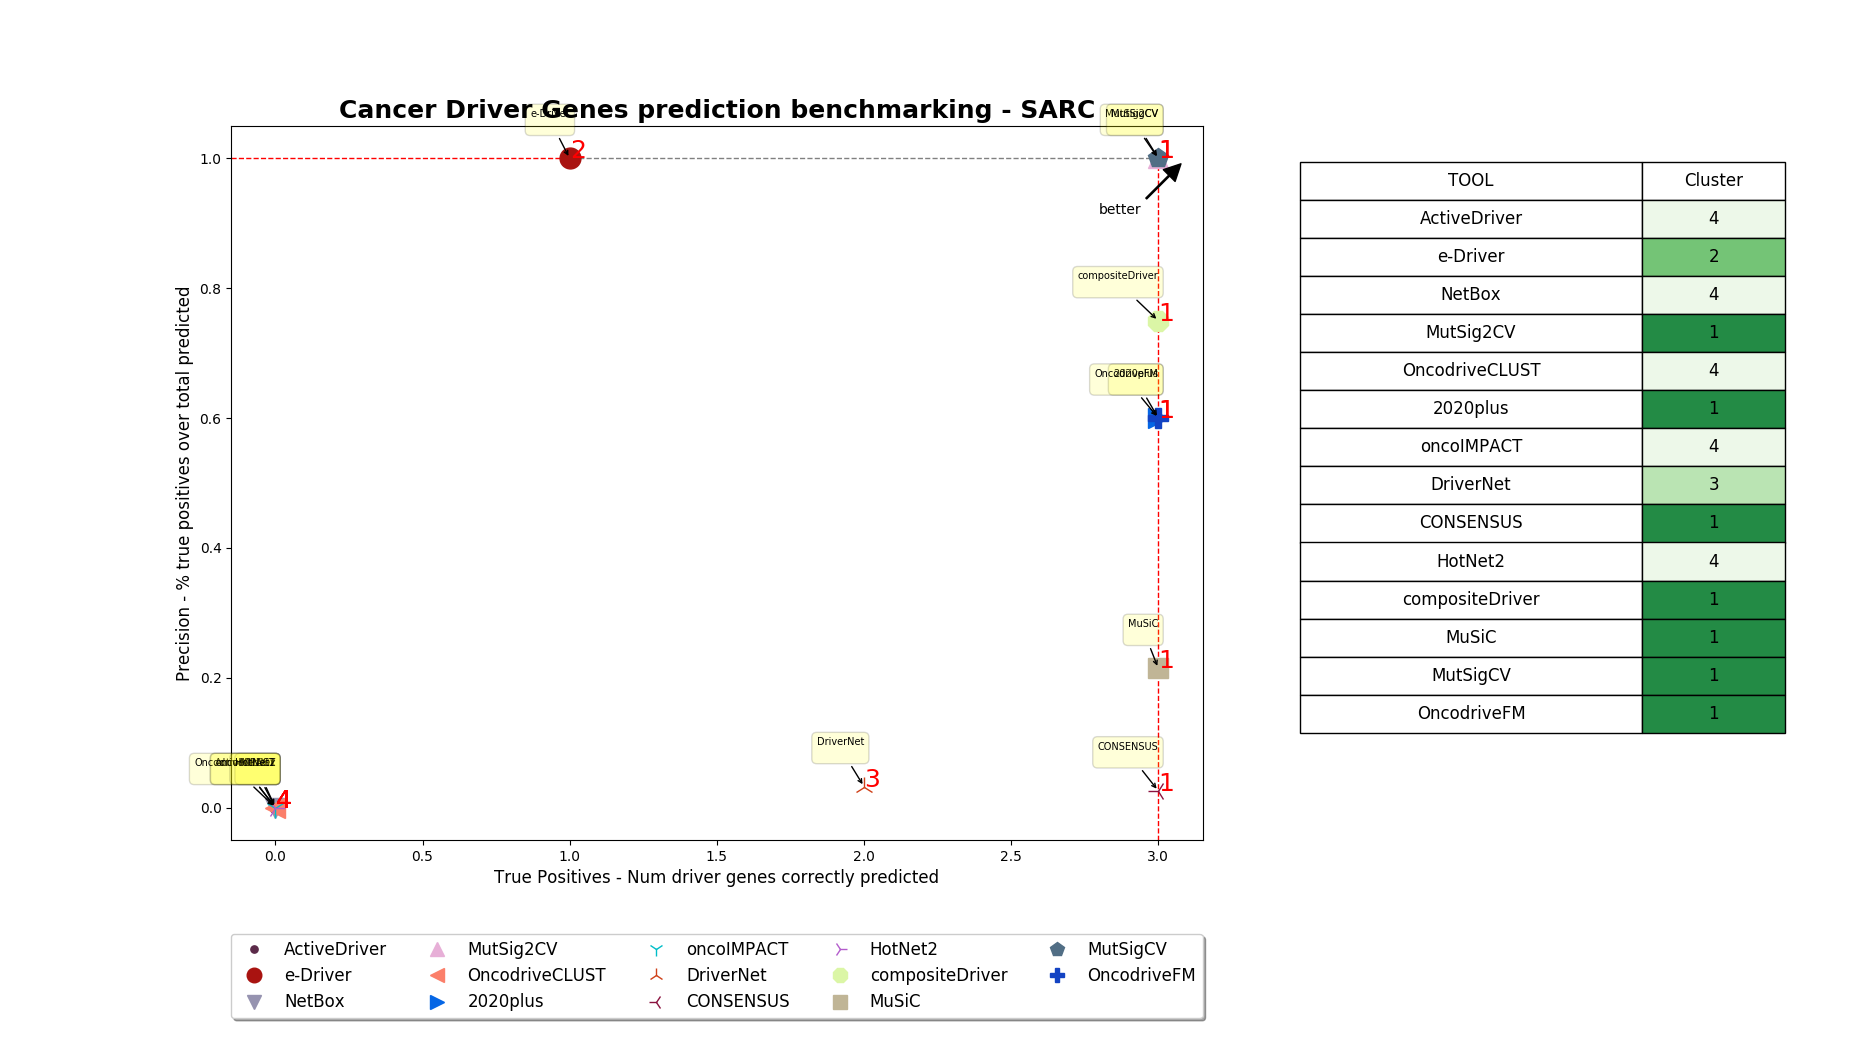 Cancer Driver Genes prediction benchmarking - SARC
Precision - % true positives over total predicted
1.0
0.8
0.6
0.4
0.2
0.0
2
1
better
compositeDriver
1
1
MuSiC
1
DriverNet
3
CONSENSUS
1
4
0.0
0.5
1.0
1.5
2.0
2.5
3.0
True Positives - Num driver genes correctly predicted
ActiveDriver
e-Driver
NetBox
MutSig2CV
OncodriveCLUST
2020plus
oncoIMPACT
DriverNet
CONSENSUS
HotNet2
compositeDriver
MuSiC
MutSigCV
OncodriveFM
TOOL Cluster
ActiveDriver 4
e-Driver 2
NetBox 4
MutSig2CV 1
OncodriveCLUST 4
2020plus 1
oncoIMPACT 4
DriverNet 3
CONSENSUS 1
HotNet2 4
compositeDriver 1
MuSiC 1
MutSigCV 1
OncodriveFM 1